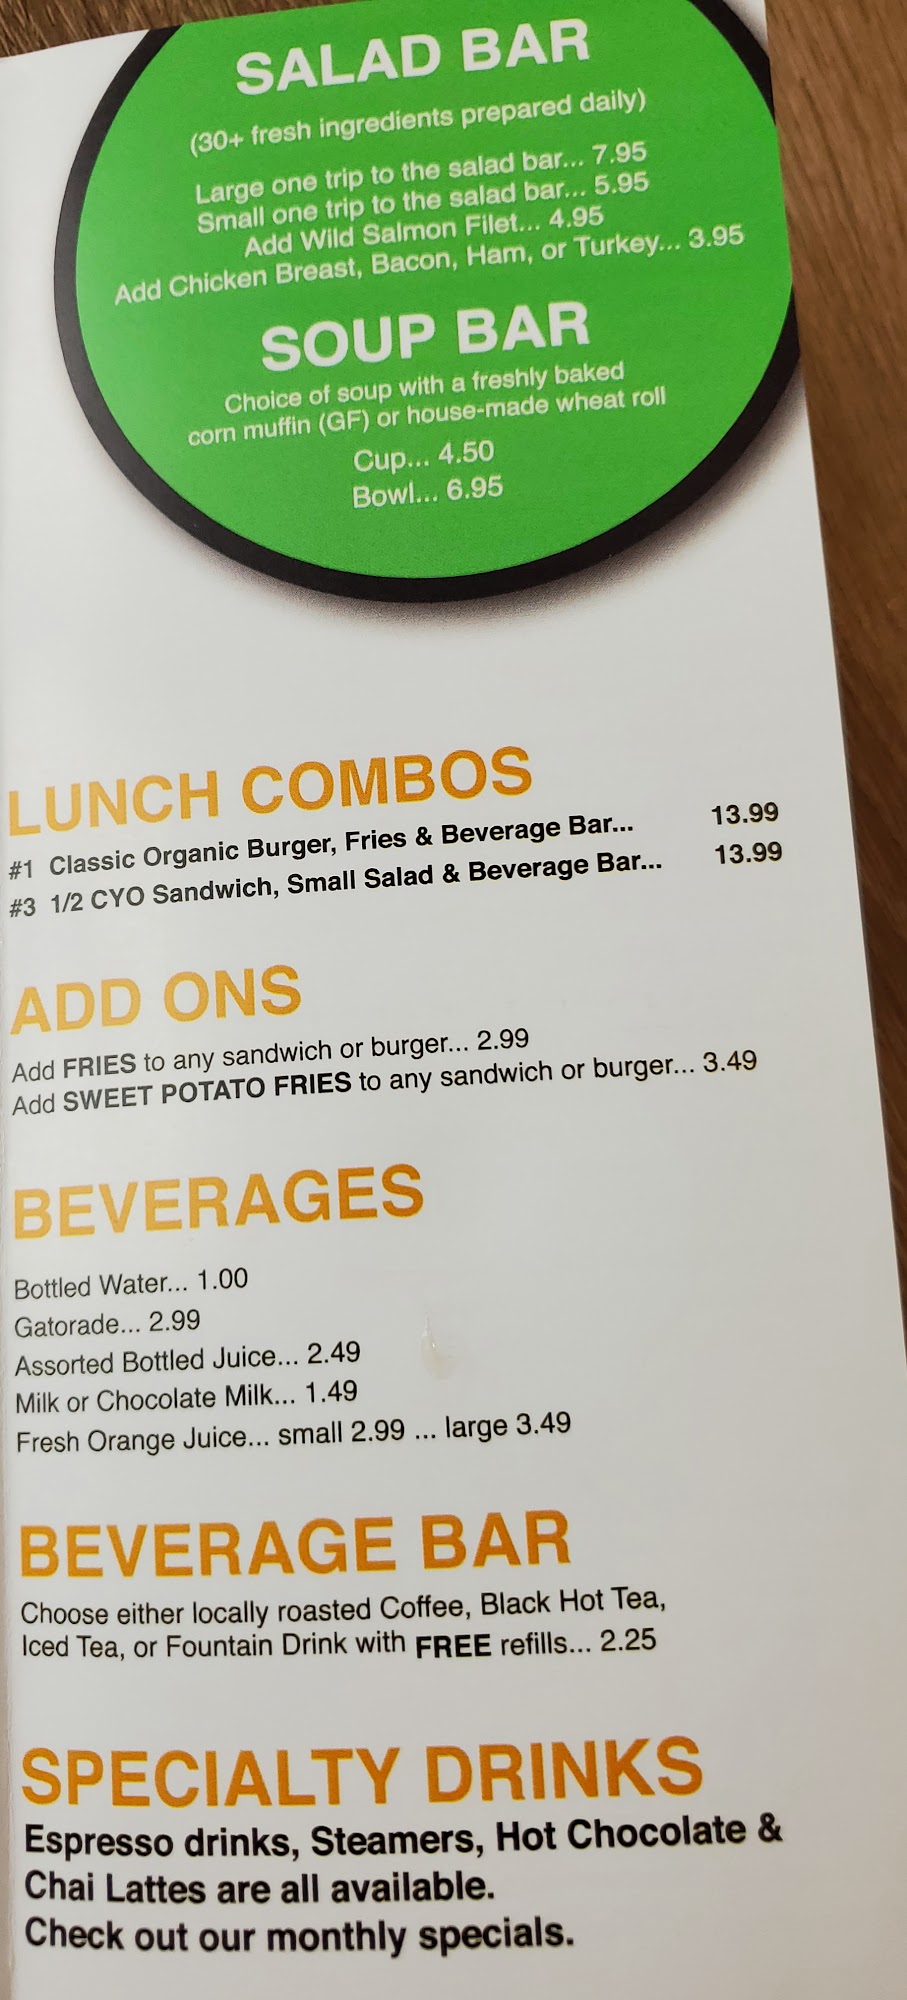 SALAD BAR
(30+ fresh ingredients prepared daily)
Large one trip to the salad bar... 7.95
Small one trip to the salad bar... 5.95
Add Wild Salmon Filet... 4.95
Add Chicken Breast, Bacon, Ham, or Turkey... 3.95
SOUP BAR
Choice of soup with a freshly baked
corn muffin (GF) or house-made wheat roll
Cup... 4.50
Bowl... 6.95
LUNCH COMBOS
#1 Classic Organic Burger, Fries & Beverage Bar... 13.99
#3 1/2 CYO Sandwich, Small Salad & Beverage Bar... 13.99
ADD ONS
Add FRIES to any sandwich or burger... 2.99
Add SWEET POTATO FRIES to any sandwich or burger... 3.49
BEVERAGES
Bottled Water... 1.00
Gatorade... 2.99
Assorted Bottled Juice... 2.49
Milk or Chocolate Milk... 1.49
Fresh Orange Juice... small 2.99 ... large 3.49
BEVERAGE BAR
Choose either locally roasted Coffee, Black Hot Tea,
Iced Tea, or Fountain Drink with FREE refills... 2.25
SPECIALTY DRINKS
Espresso drinks, Steamers, Hot Chocolate &
Chai Lattes are all available.
Check out our monthly specials.